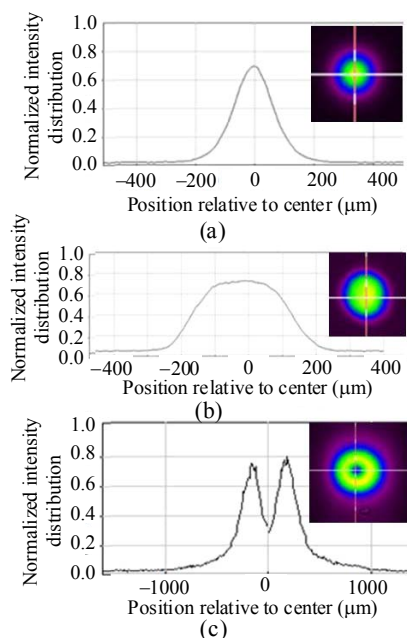 Normalized intensity
distribution
1.0
0.8
0.6
0.4
0.2
0.0
−400 −200 0 200 400
Position relative to center (μm)
(a)
Normalized intensity
distribution
1.0
0.8
0.6
0.4
0.2
0.0
−400 −200 0 200 400
Position relative to center (μm)
(b)
Normalized intensity
distribution
1.0
0.8
0.6
0.4
0.2
0.0
−1000 0 1000
Position relative to center (μm)
(c)